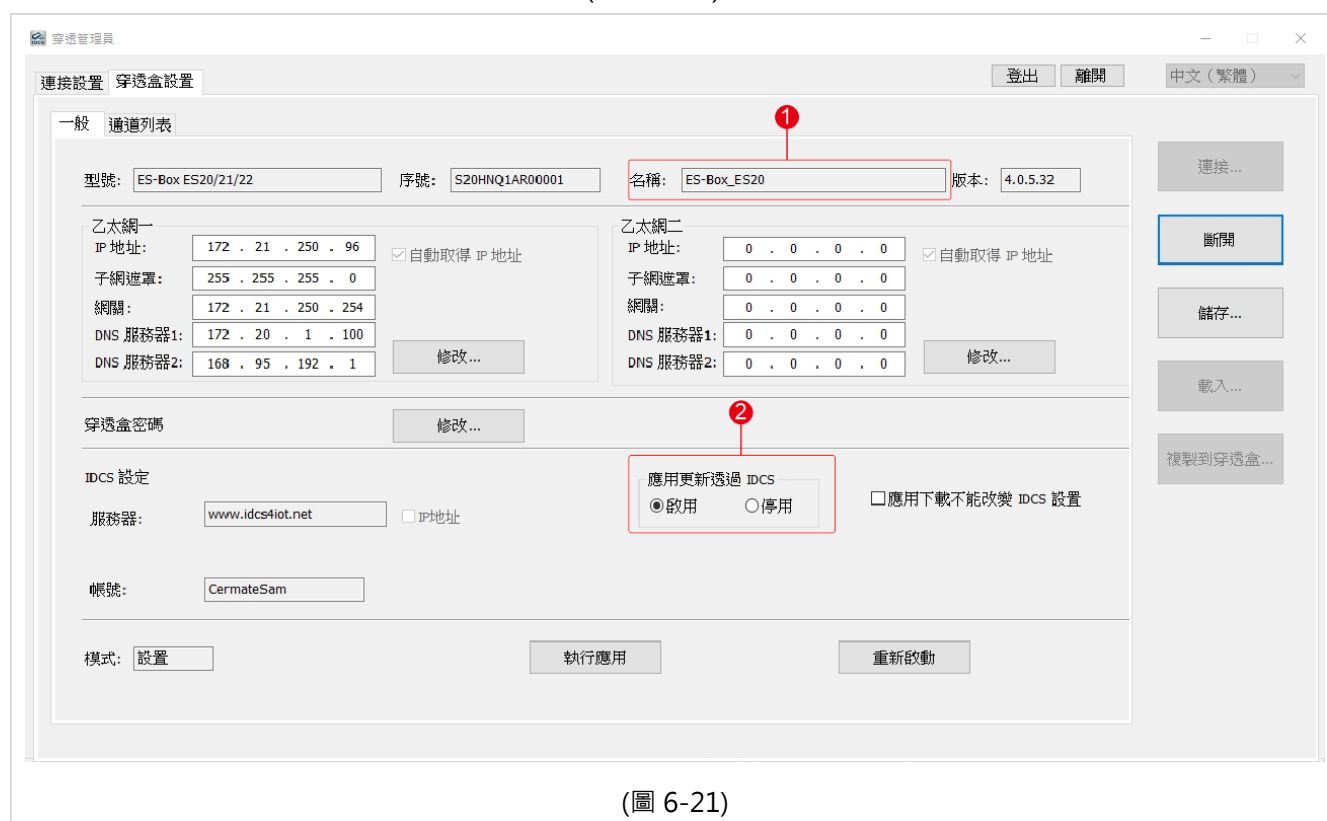 IDCS 穿透管理員
連接設置 穿透盒設置 登出 離開 中文（繁體）
一般 通道列表
1
型號: ES-Box ES20/21/22 序號: S20HNQ1AR00001 名稱: ES-Box_ES20 版本: 4.0.5.32
連接...
乙太網一
IP 地址: 172 . 21 . 250 . 96 自動取得 IP 地址
子網遮罩: 255 . 255 . 255 . 0
網關: 172 . 21 . 250 . 254
DNS 服務器1: 172 . 20 . 1 . 100
DNS 服務器2: 168 . 95 . 192 . 1
修改...
乙太網二
IP 地址: 0 . 0 . 0 . 0 自動取得 IP 地址
子網遮罩: 0 . 0 . 0 . 0
網關: 0 . 0 . 0 . 0
DNS 服務器1: 0 . 0 . 0 . 0
DNS 服務器2: 0 . 0 . 0 . 0
修改...
斷開
儲存...
載入...
複製到穿透盒...
穿透盒密碼 修改...
2
IDCS 設定
服務器: www.idcs4iot.net IP地址
應用更新透過 IDCS
啟用 停用
應用下載不能改變 IDCS 設置
帳號: CermateSam
模式: 設置 執行應用 重新啟動
(圖 6-21)